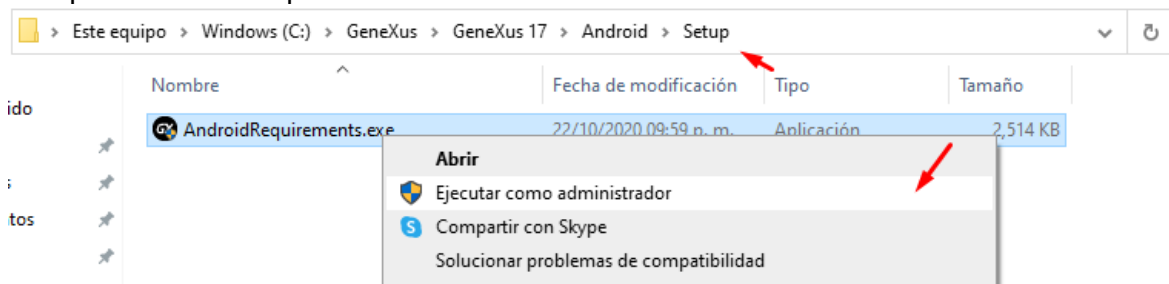 Este equipo > Windows (C:) > GeneXus > GeneXus 17 > Android > Setup
Nombre Fecha de modificación Tipo Tamaño
ido
AndroidRequirements.exe 22/10/2020 09:59 p. m. Aplicación 2,514 KB
Abrir
s Ejecutar como administrador
itos Compartir con Skype
Solucionar problemas de compatibilidad